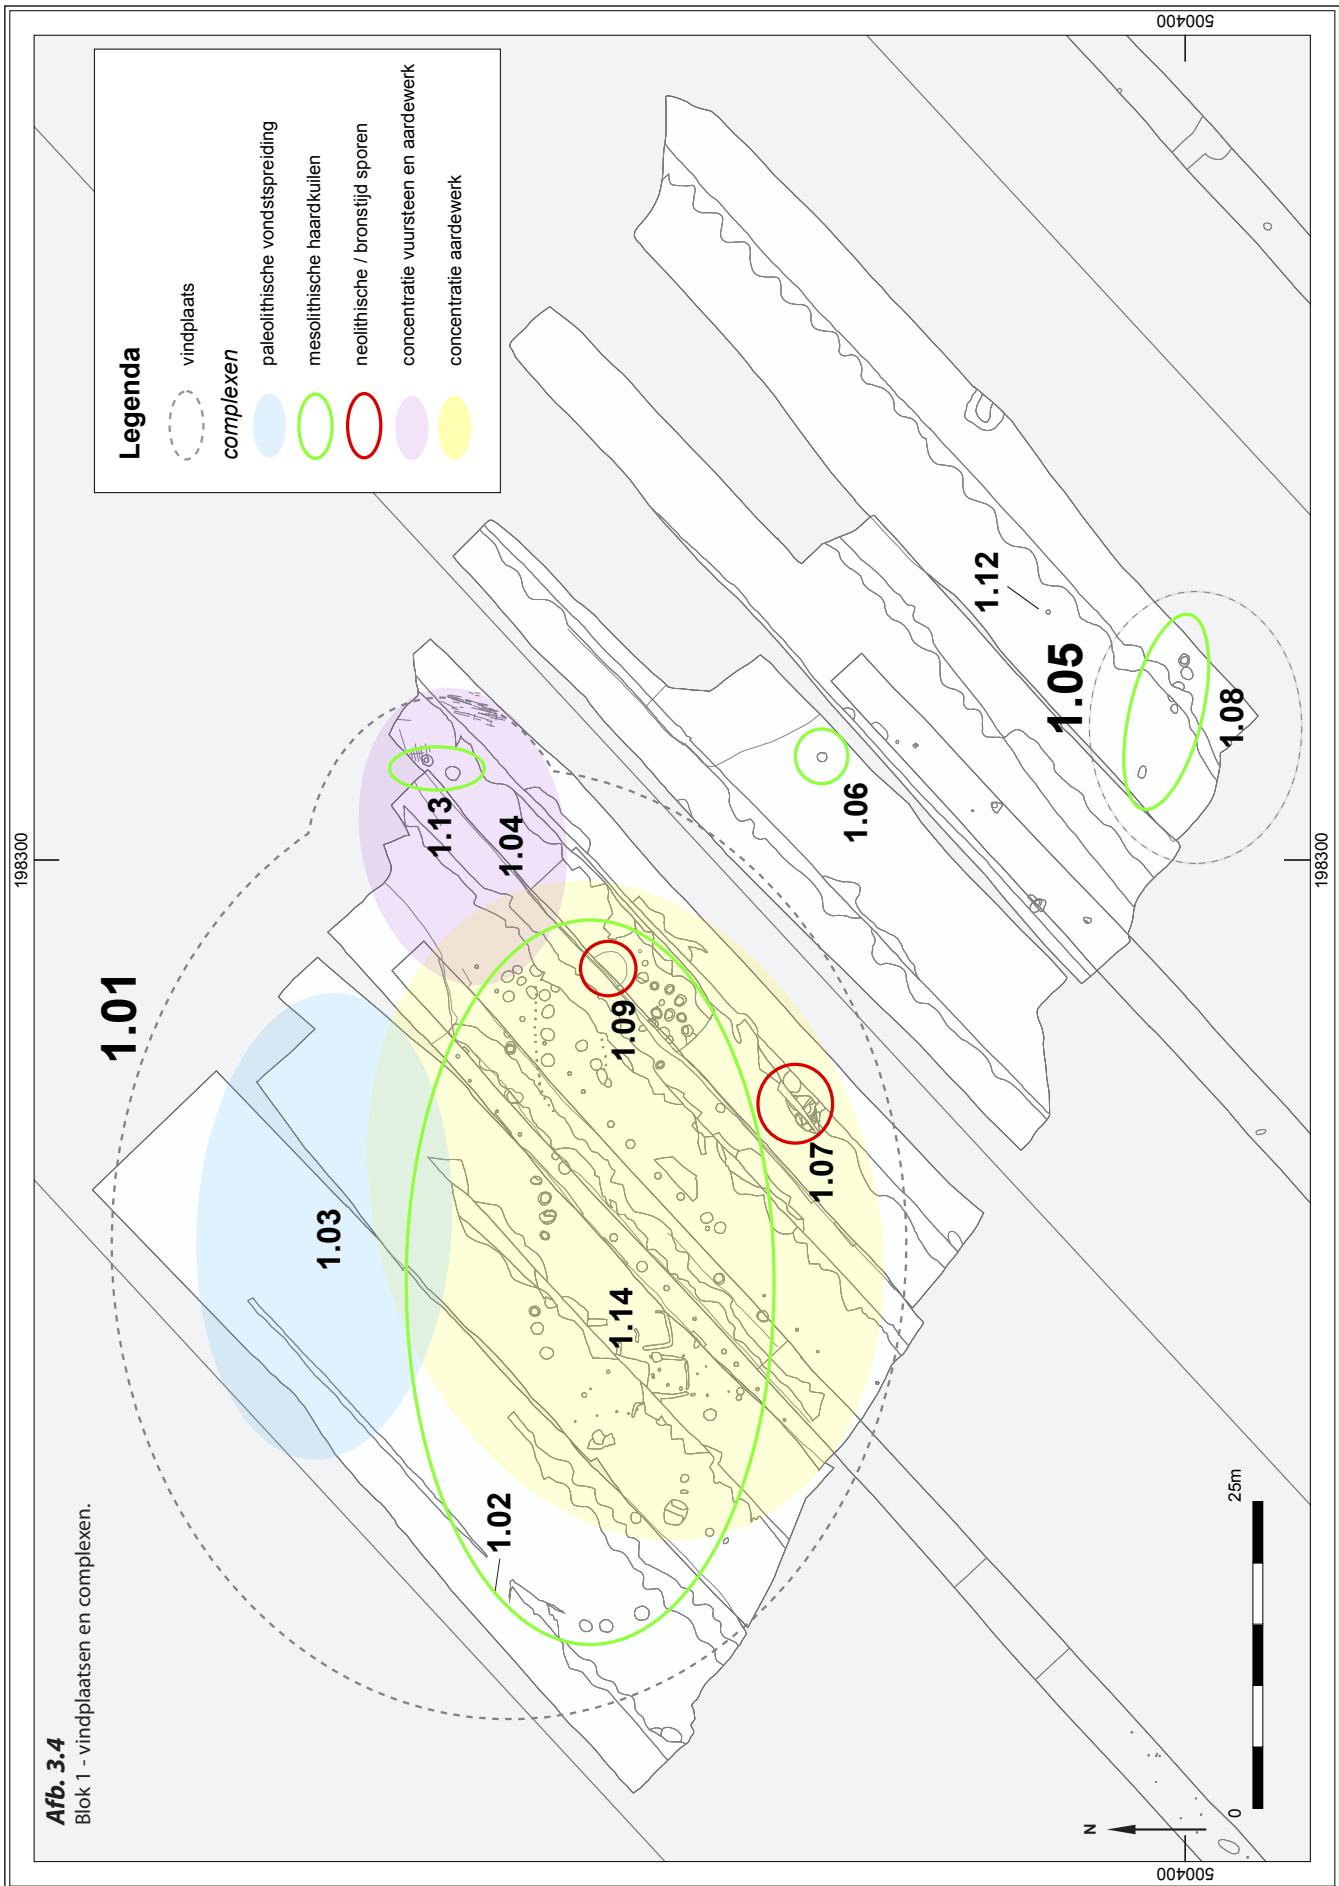 Afb. 3.4
Blok 1 - vindplaatsen en complexen.
198300
500400
Legenda
vindplaats
complexen
paleolithische vondstspreiding
mesolithische haardkuilen
neolithische / bronstijd sporen
concentratie vuursteen en aardewerk
concentratie aardewerk
1.01
1.03
1.02
1.13
1.04
1.14
1.09
1.07
1.06
1.12
1.05
1.08
N
0
25m
500400
198300